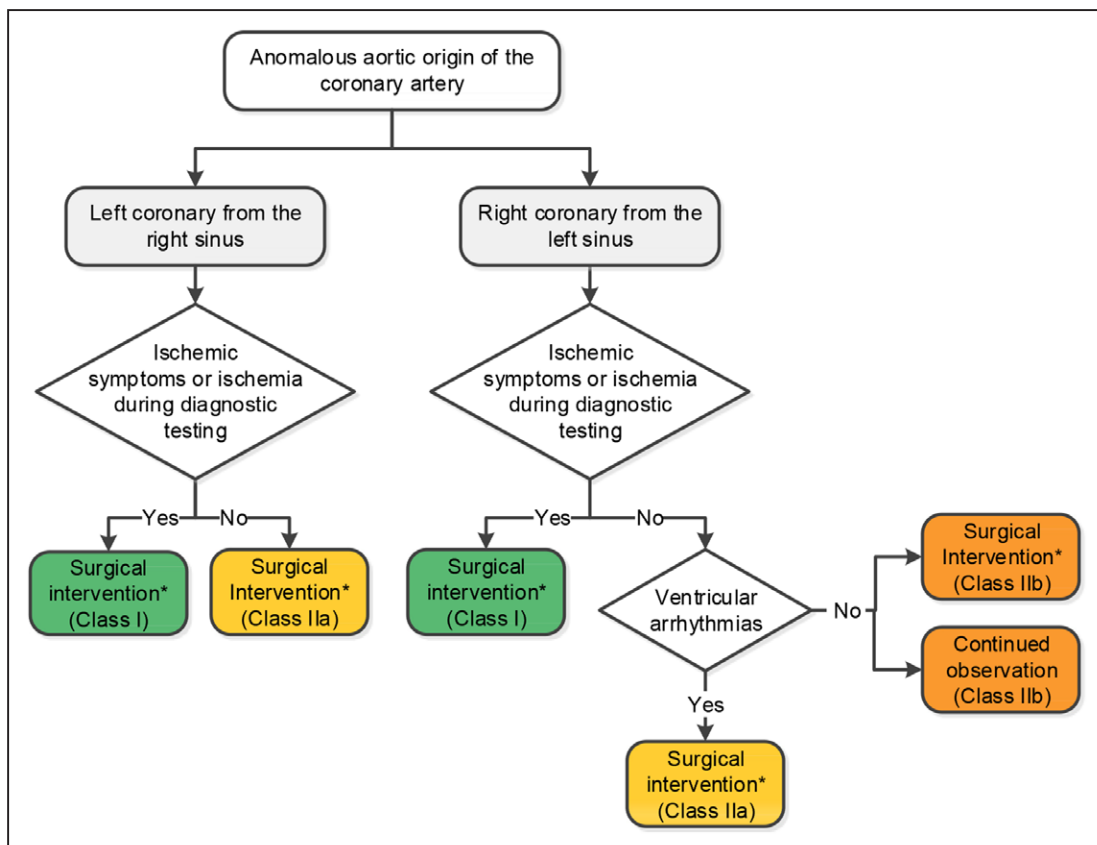 Anomalous aortic origin of the
coronary artery
Left coronary from the
right sinus
Right coronary from the
left sinus
Ischemic
symptoms or ischemia
during diagnostic
testing
Ischemic
symptoms or ischemia
during diagnostic
testing
Yes
No
Yes
No
Surgical
intervention*
(Class I)
Surgical
Intervention*
(Class IIa)
Surgical
intervention*
(Class I)
Ventricular
arrhythmias
No
Surgical
Intervention*
(Class IIb)
Continued
observation
(Class IIb)
Yes
Surgical
intervention*
(Class IIa)